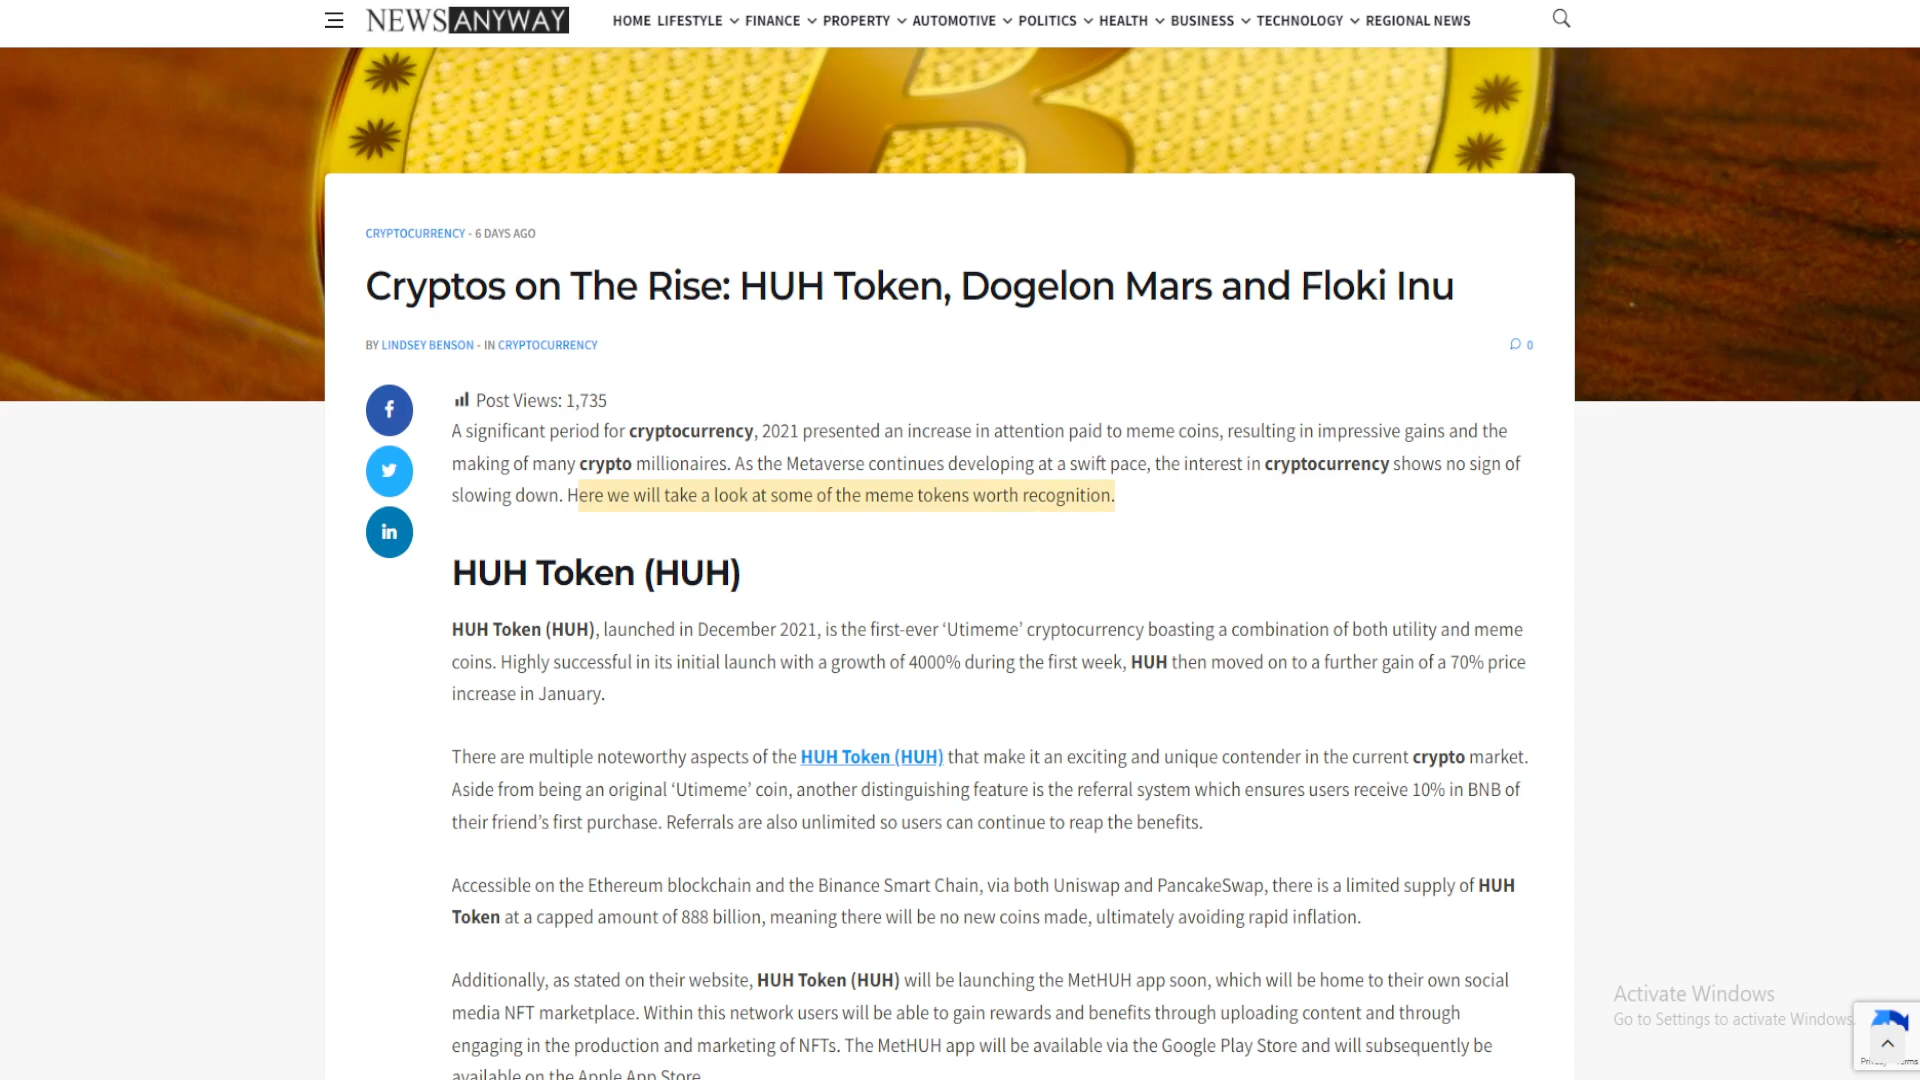 NEWS ANYWAY
HOME LIFESTYLE FINANCE PROPERTY AUTOMOTIVE POLITICS HEALTH BUSINESS TECHNOLOGY REGIONAL NEWS
CRYPTOCURRENCY - 6 DAYS AGO
Cryptos on The Rise: HUH Token, Dogelon Mars and Floki Inu
BY LINDSEY BENSON - IN CRYPTOCURRENCY
0
Post Views: 1,735
A significant period for cryptocurrency, 2021 presented an increase in attention paid to meme coins, resulting in impressive gains and the
making of many crypto millionaires. As the Metaverse continues developing at a swift pace, the interest in cryptocurrency shows no sign of
slowing down. Here we will take a look at some of the meme tokens worth recognition.
HUH Token (HUH)
HUH Token (HUH), launched in December 2021, is the first-ever ‘Utimeme’ cryptocurrency boasting a combination of both utility and meme
coins. Highly successful in its initial launch with a growth of 4000% during the first week, HUH then moved on to a further gain of a 70% price
increase in January.
There are multiple noteworthy aspects of the HUH Token (HUH) that make it an exciting and unique contender in the current crypto market.
Aside from being an original ‘Utimeme’ coin, another distinguishing feature is the referral system which ensures users receive 10% in BNB of
their friend’s first purchase. Referrals are also unlimited so users can continue to reap the benefits.
Accessible on the Ethereum blockchain and the Binance Smart Chain, via both Uniswap and PancakeSwap, there is a limited supply of HUH
Token at a capped amount of 888 billion, meaning there will be no new coins made, ultimately avoiding rapid inflation.
Additionally, as stated on their website, HUH Token (HUH) will be launching the MetHUH app soon, which will be home to their own social
media NFT marketplace. Within this network users will be able to gain rewards and benefits through uploading content and through
engaging in the production and marketing of NFTs. The MetHUH app will be available via the Google Play Store and will subsequently be
available on the Apple App Store.
Activate Windows
Go to Settings to activate Windows.